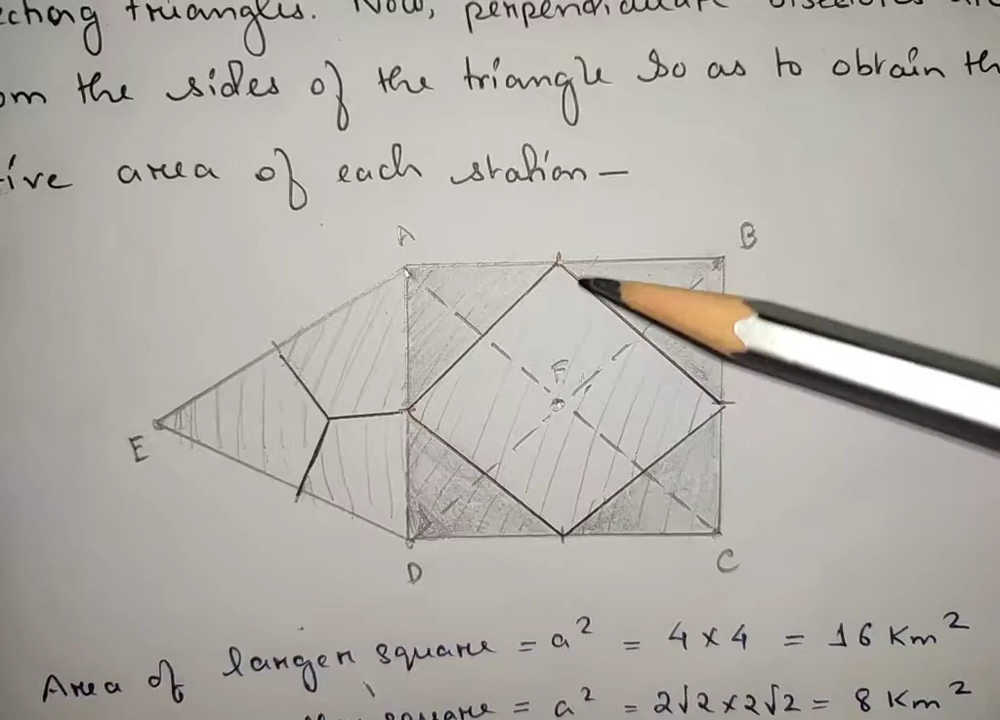 triangles. Now,
the sides of the triangle so as to obtain
area of each station —
A
B
F
E
D
C
Area of larger square = a² = 4 × 4 = 16 Km²
square = a² = 2√2 × 2√2 = 8 Km²